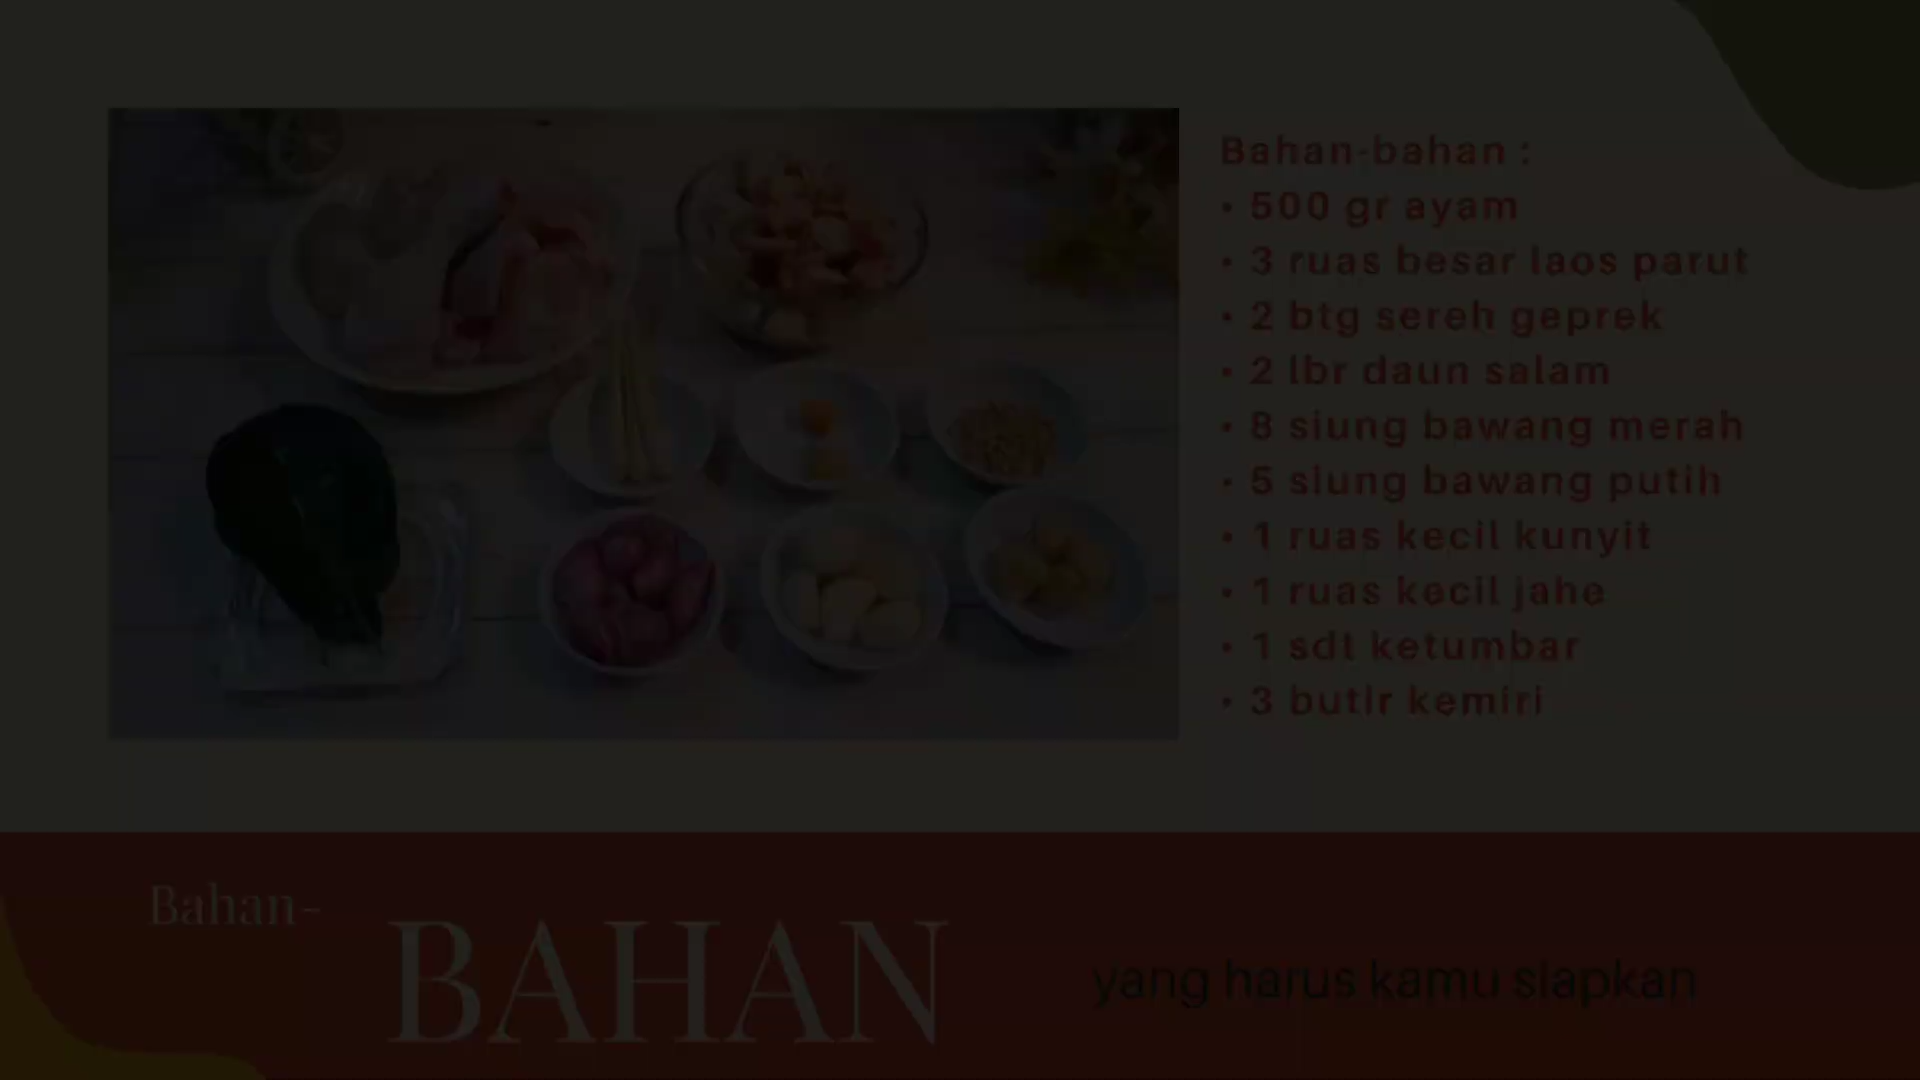 Bahan-bahan :
• 500 gr ayam
• 3 ruas besar laos parut
• 2 btg sereh geprek
• 2 lbr daun salam
• 8 siung bawang merah
• 5 siung bawang putih
• 1 ruas kecil kunyit
• 1 ruas kecil jahe
• 1 sdt ketumbar
• 3 butir kemiri
Bahan-
BAHAN
yang harus kamu siapkan